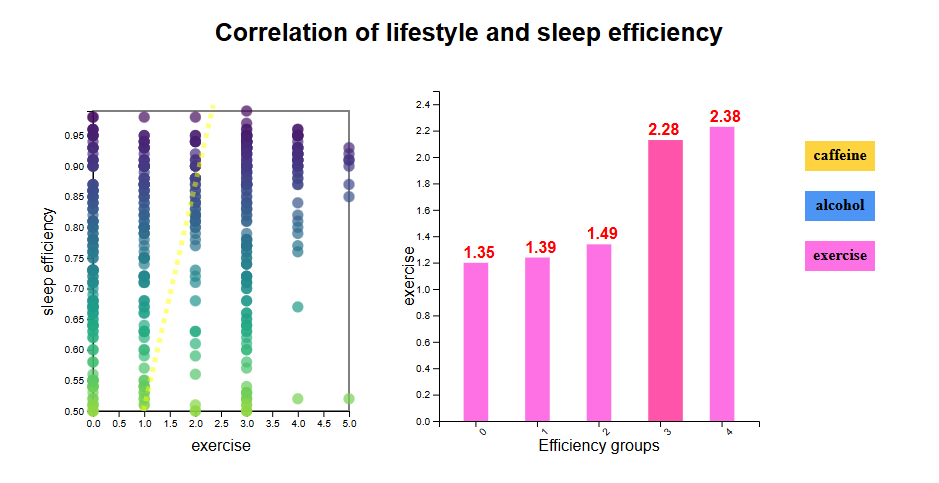 Correlation of lifestyle and sleep efficiency
sleep efficiency
0.95
0.90
0.85
0.80
0.75
0.70
0.65
0.60
0.55
0.50
0.0 0.5 1.0 1.5 2.0 2.5 3.0 3.5 4.0 4.5 5.0
exercise
exercise
2.4
2.2
2.0
1.8
1.6
1.4
1.2
1.0
0.8
0.6
0.4
0.2
0.0
1.35 1.39 1.49 2.28 2.38
0 1 2 3 4
Efficiency groups
caffeine
alcohol
exercise